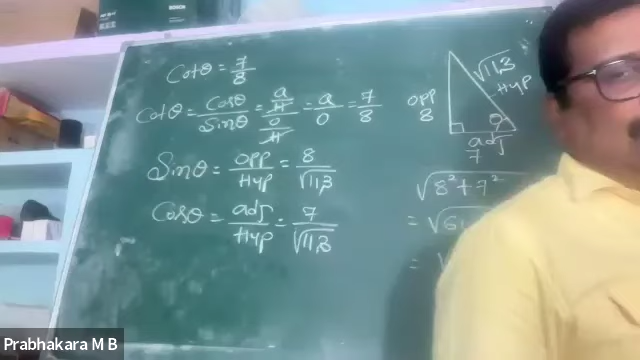 BOSCH
Cotθ = 7/8
Cotθ = Cosθ/Sinθ = (a/H)/(o/H) = a/o = 7/8
Sinθ = opp/Hyp = 8/√113
Cosθ = adj/Hyp = 7/√113
√113
Hyp
opp
8
θ
adj
7
√8²+7²
= √6
= √
Prabhakara M B